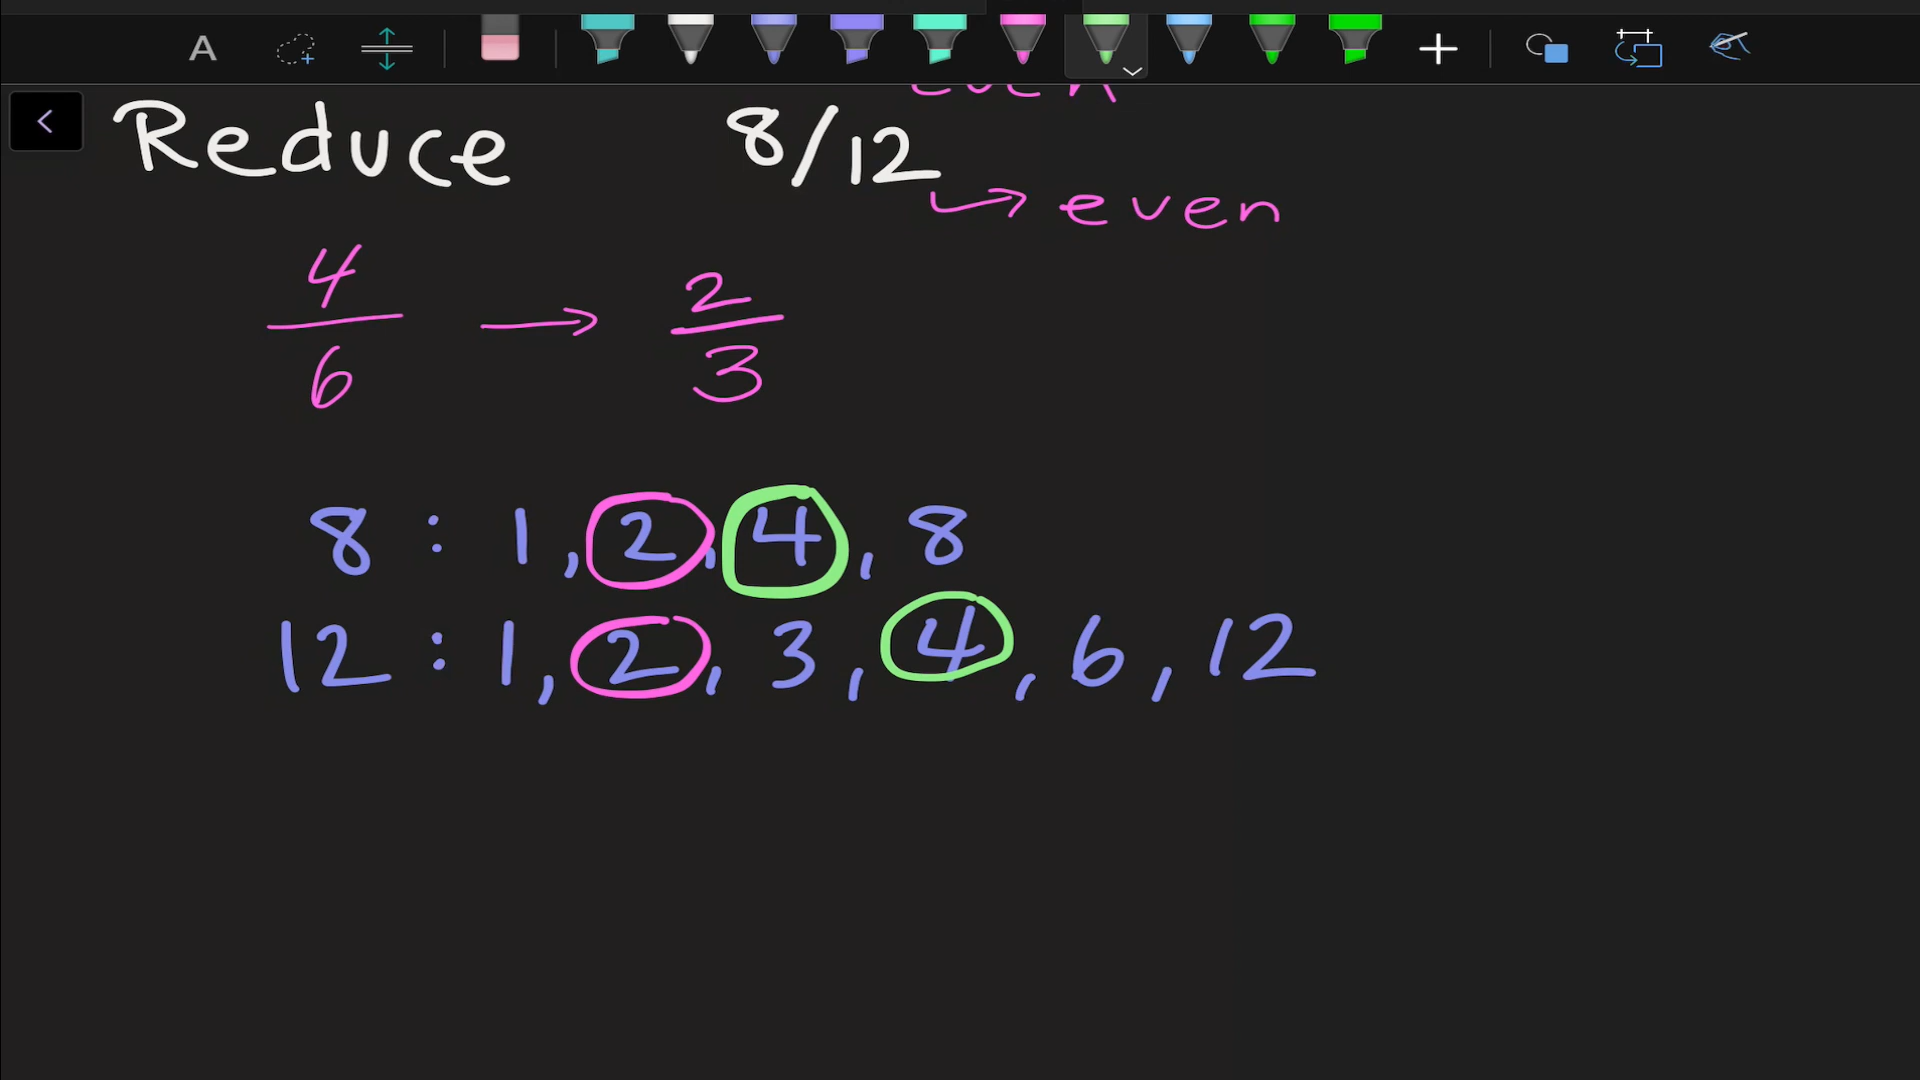 A
even
Reduce 8/12
↳ even
4/6 → 2/3
8 : 1, 2, 4, 8
12 : 1, 2, 3, 4, 6, 12